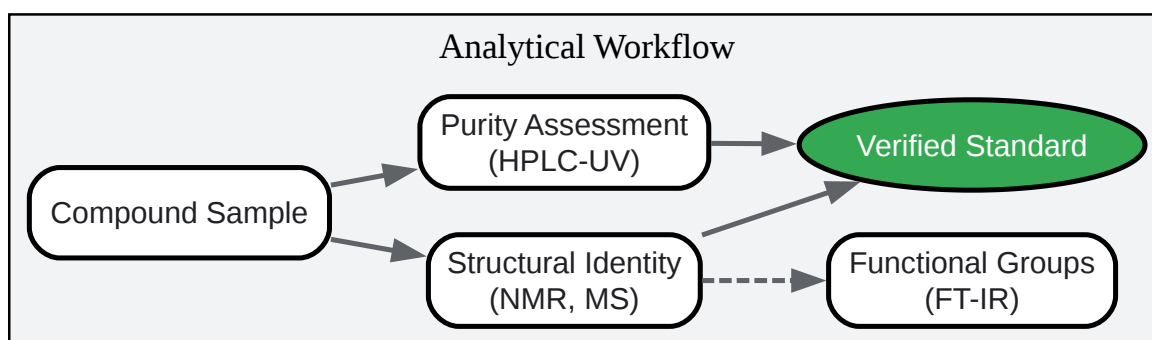 Analytical Workflow
Purity Assessment
(HPLC-UV)
Verified Standard
Compound Sample
Structural Identity
(NMR, MS)
Functional Groups
(FT-IR)